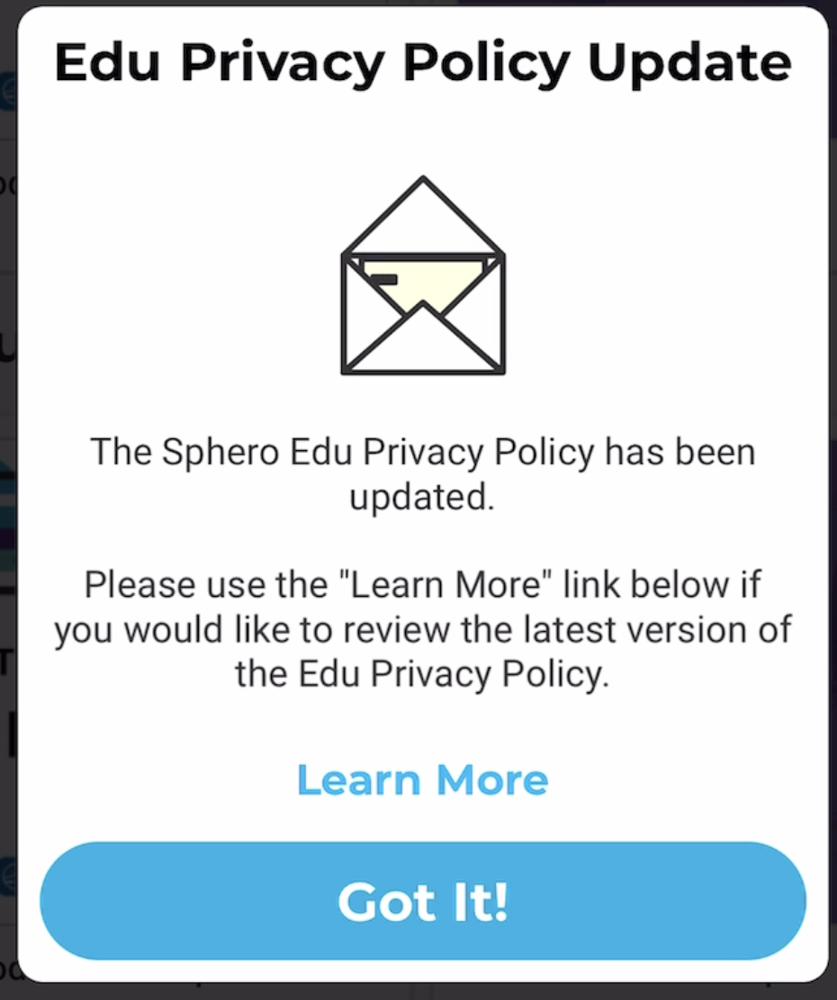 Edu Privacy Policy Update
The Sphero Edu Privacy Policy has been
updated.
Please use the "Learn More" link below if
you would like to review the latest version of
the Edu Privacy Policy.
Learn More
Got It!